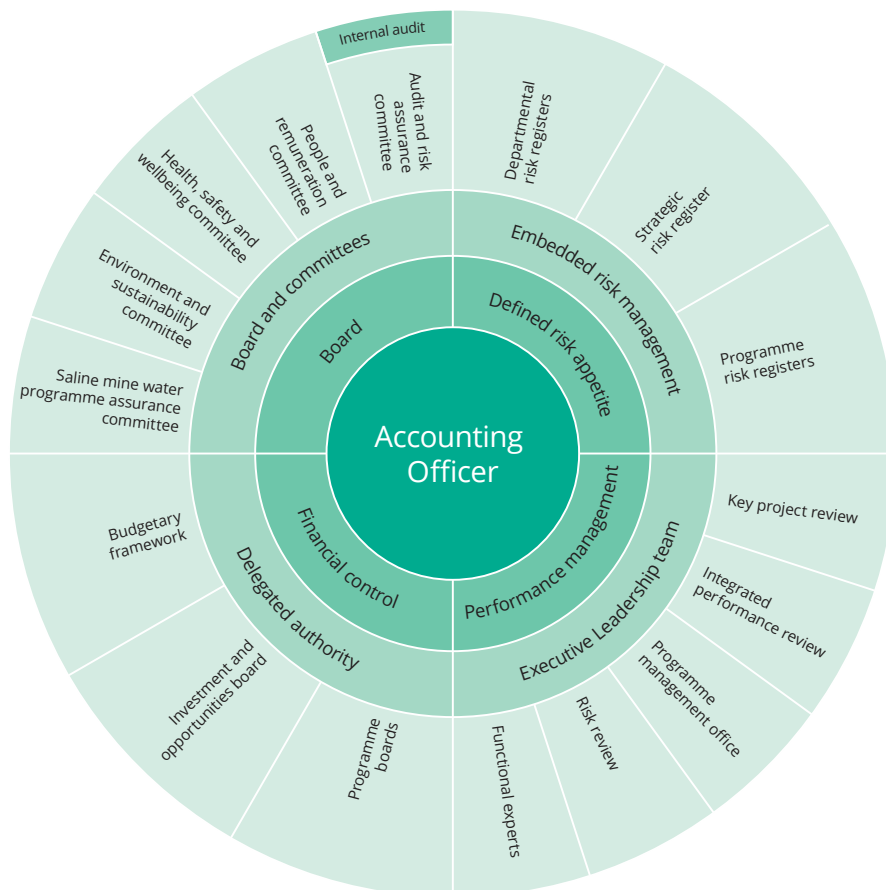 Accounting
Officer
Board
Defined risk appetite
Performance management
Financial control
Board and committees
Embedded risk management
Executive Leadership team
Delegated authority
Internal audit
Audit and risk
assurance
committee
Departmental
risk registers
Strategic
risk register
Programme
risk registers
Key project review
Integrated
performance review
Programme
management office
Risk review
Functional experts
Programme
boards
Investment and
opportunities board
Budgetary
framework
Saline mine water
programme assurance
committee
Environment and
sustainability
committee
Health, safety and
wellbeing committee
People and
remuneration
committee